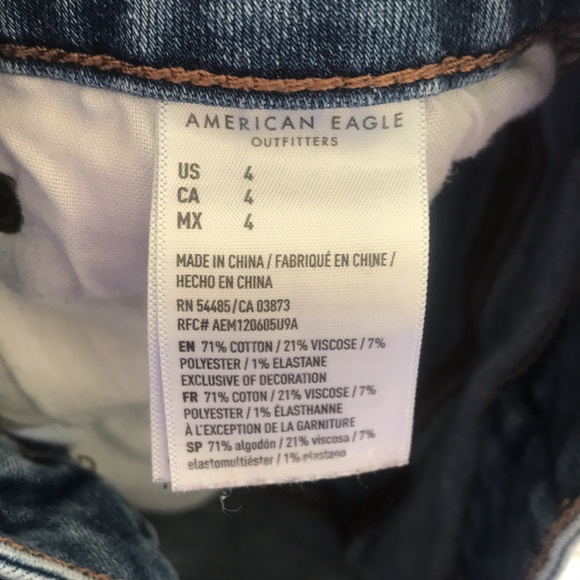 AMERICAN EAGLE
OUTFITTERS
US 4
CA 4
MX 4
MADE IN CHINA / FABRIQUÉ EN CHINE /
HECHO EN CHINA
RN 54485/CA 03873
RFC# AEM120605U9A
EN 71% COTTON / 21% VISCOSE / 7%
POLYESTER / 1% ELASTANE
EXCLUSIVE OF DECORATION
FR 71% COTON / 21% VISCOSE / 7%
POLYESTER / 1% ÉLASTHANNE
À L'EXCEPTION DE LA GARNITURE
SP 71% algodón / 21% viscosa / 7%
elastomultiéster / 1% elastano